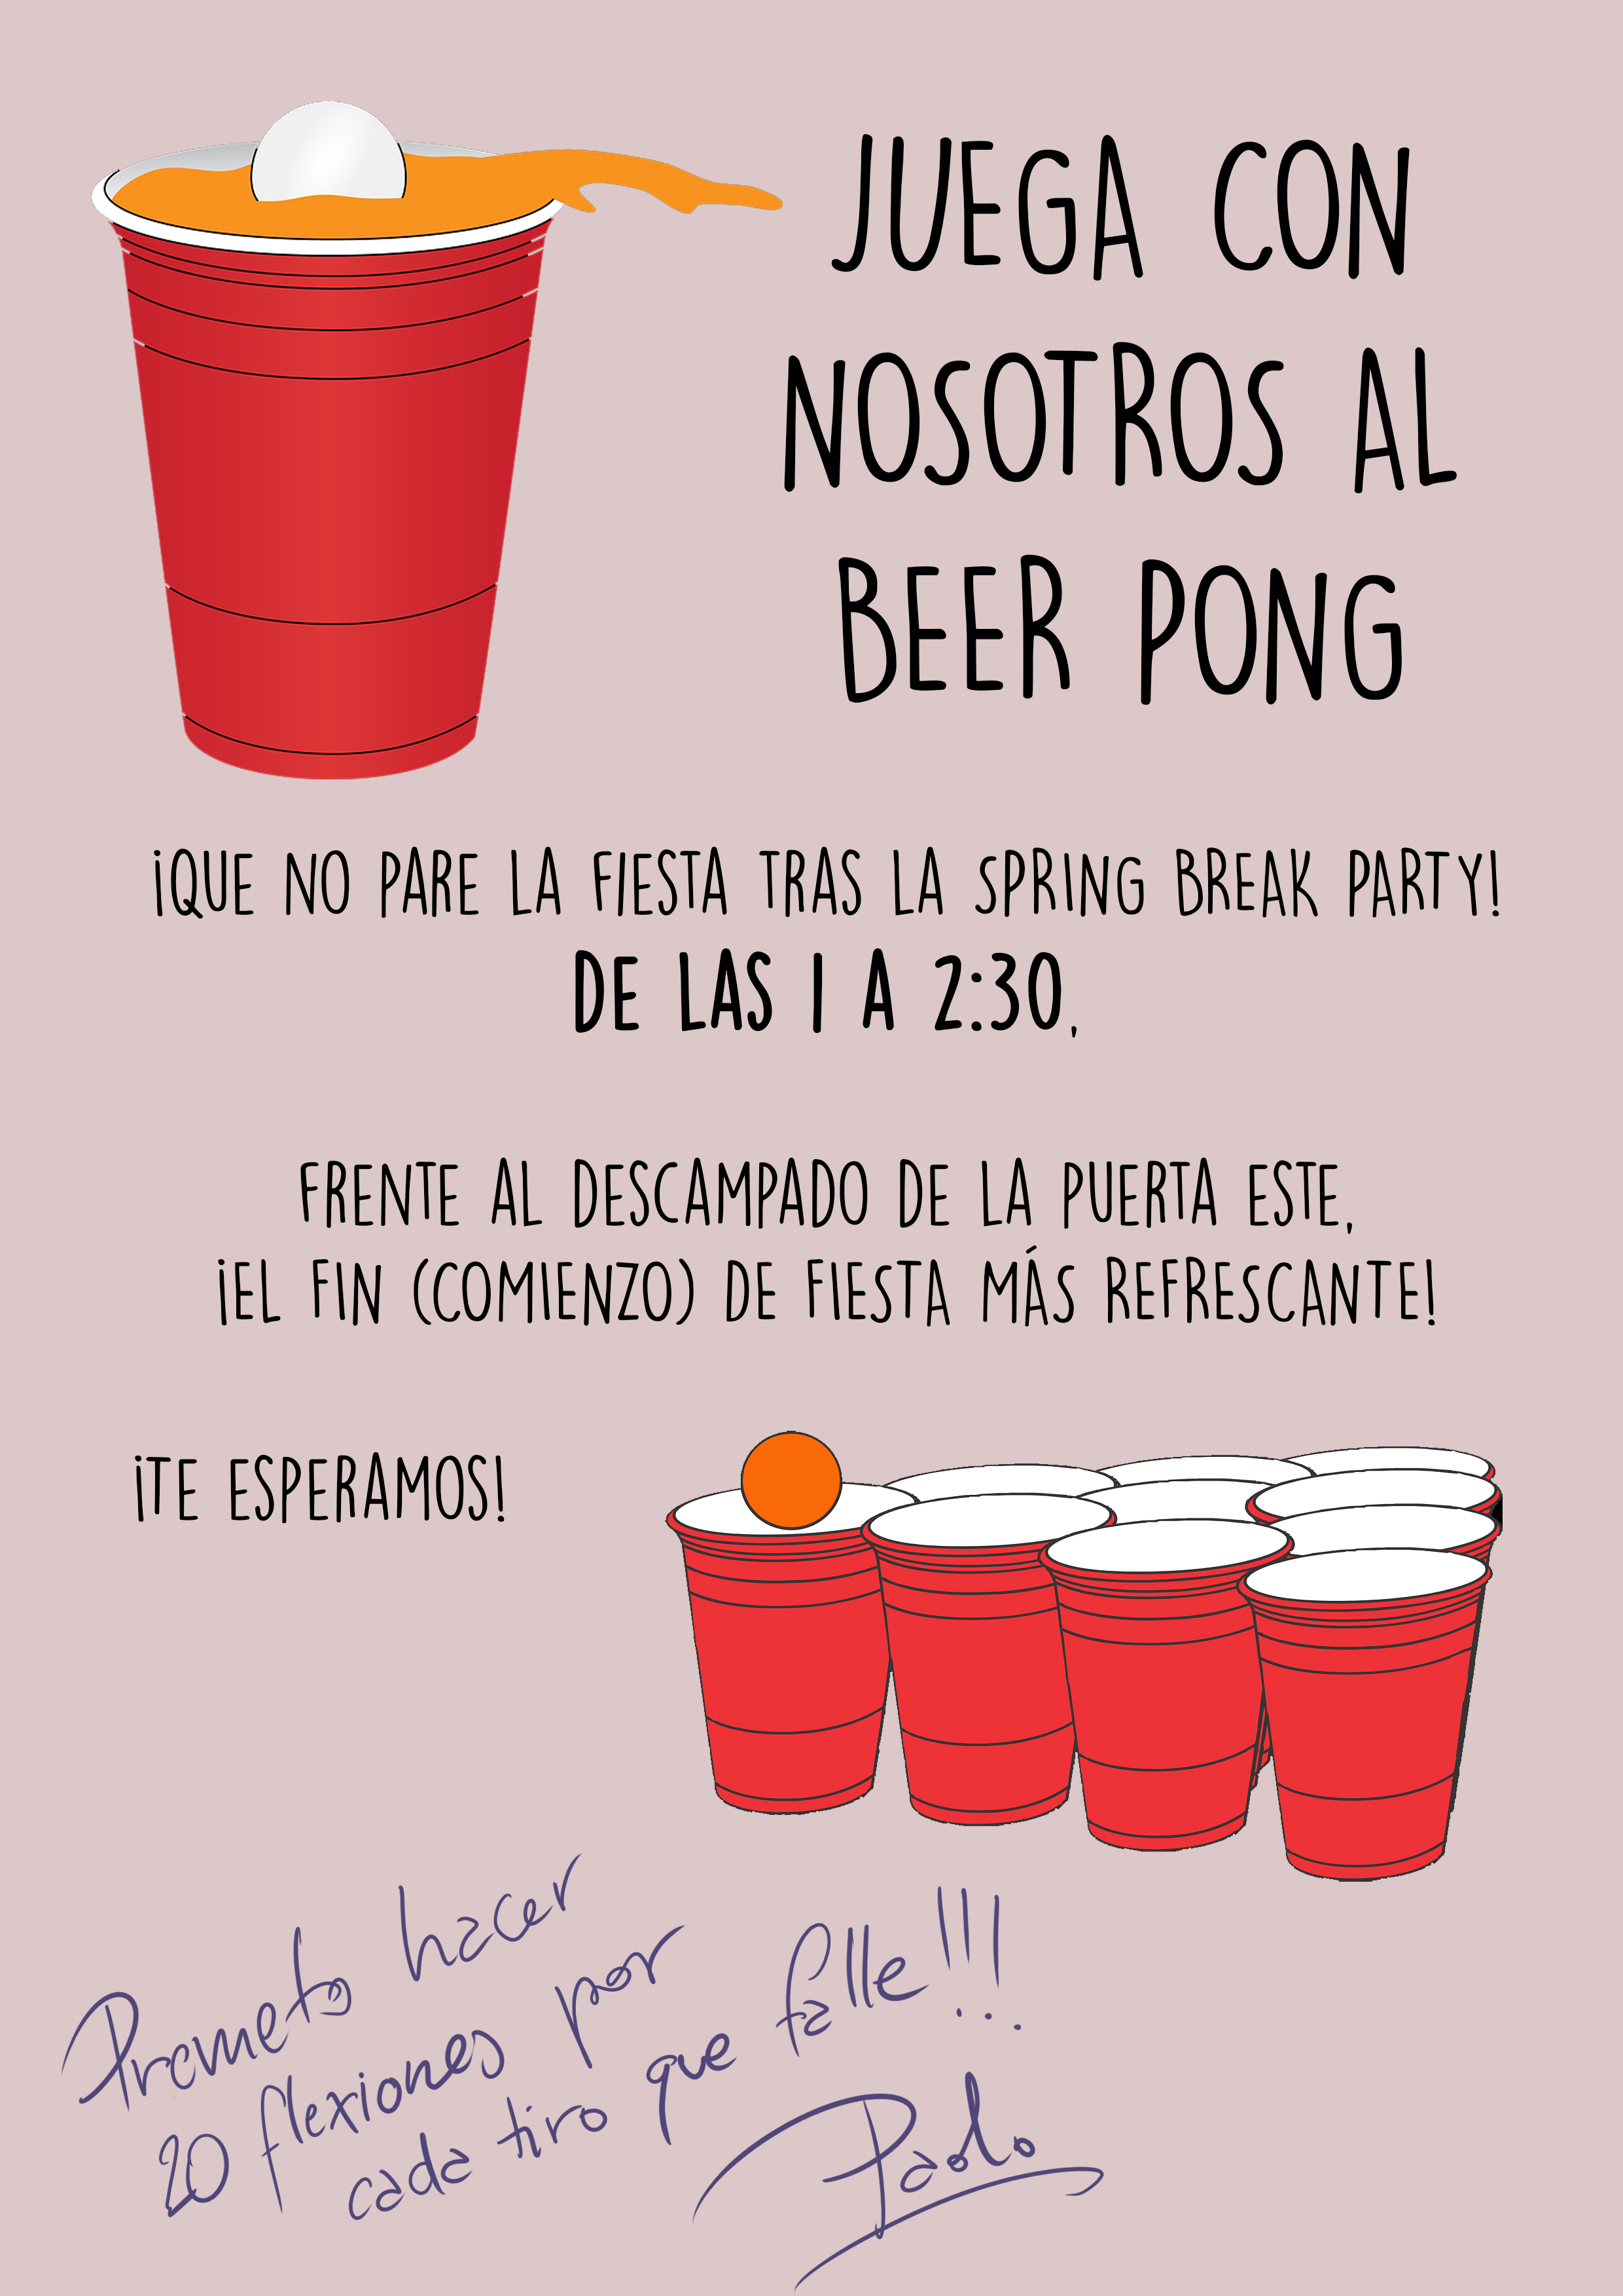 JUEGA CON
NOSOTROS AL
BEER PONG
¡QUE NO PARE LA FIESTA TRAS LA SPRING BREAK PARTY!
DE LAS 1 A 2:30,
FRENTE AL DESCAMPADO DE LA PUERTA ESTE,
¡EL FIN (COMIENZO) DE FIESTA MÁS REFRESCANTE!
¡TE ESPERAMOS!
Prometo hacer
20 flexiones por
cada tiro que falle!!!
Paolo